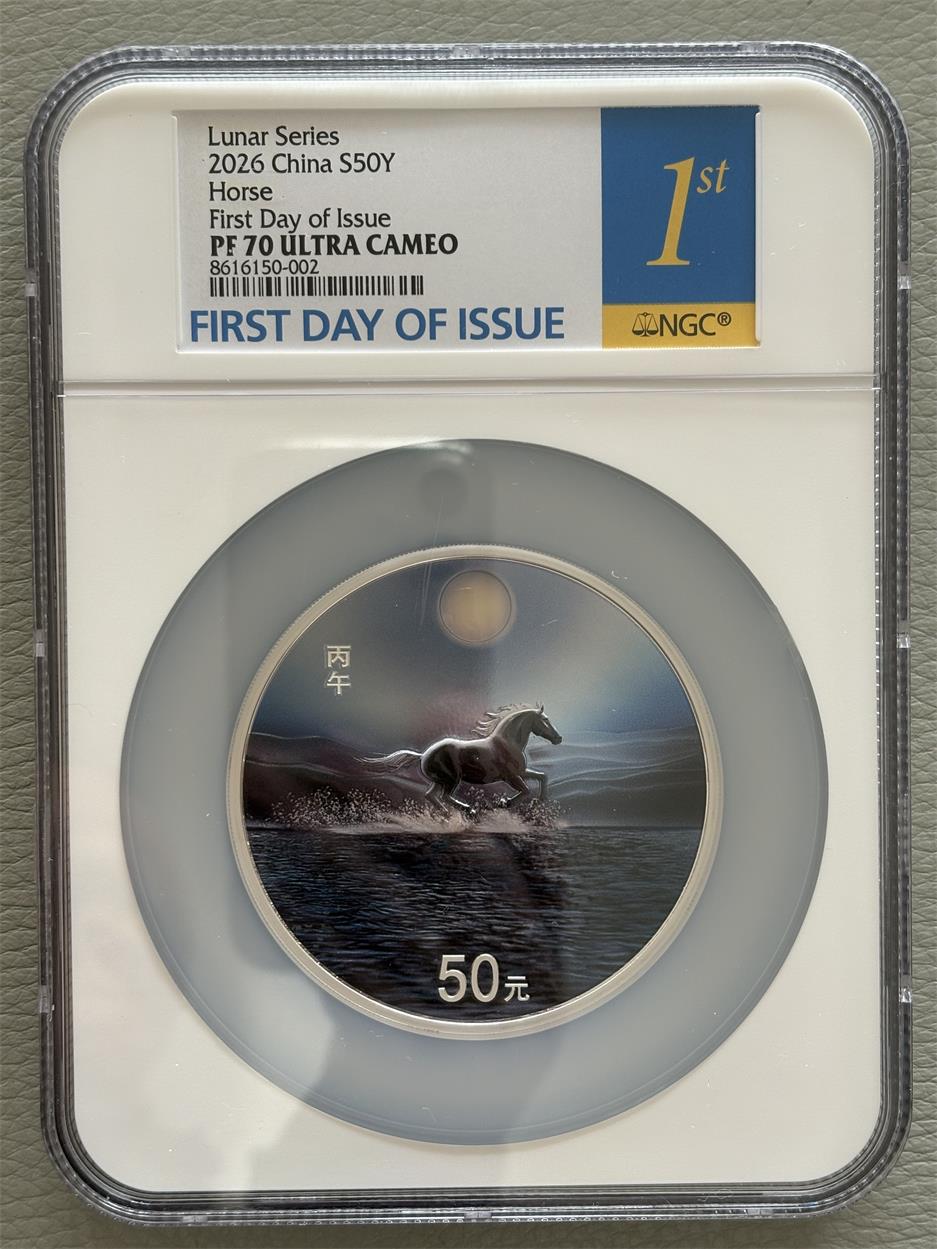 Lunar Series
2026 China S50Y
Horse
First Day of Issue
PF 70 ULTRA CAMEO
8616150-002
FIRST DAY OF ISSUE
1st
NGC®
丙
午
50元